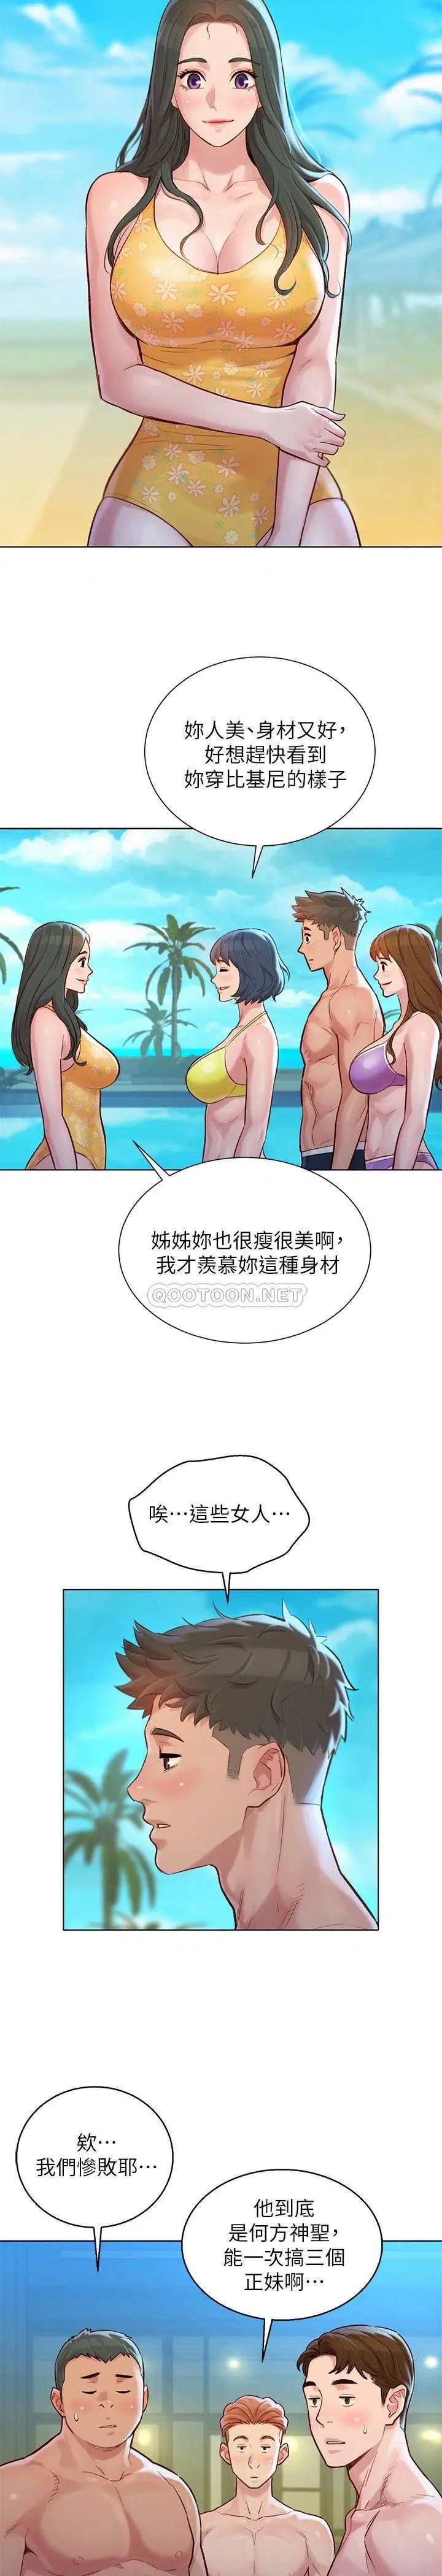 妳人美、身材又好，
好想趕快看到
妳穿比基尼的樣子
姊姊妳也很瘦很美啊，
我才羨慕妳這種身材
QOOTOON.NET
唉⋯這些女人⋯
欸⋯
我們慘敗耶⋯
他到底
是何方神聖，
能一次搞三個
正妹啊⋯